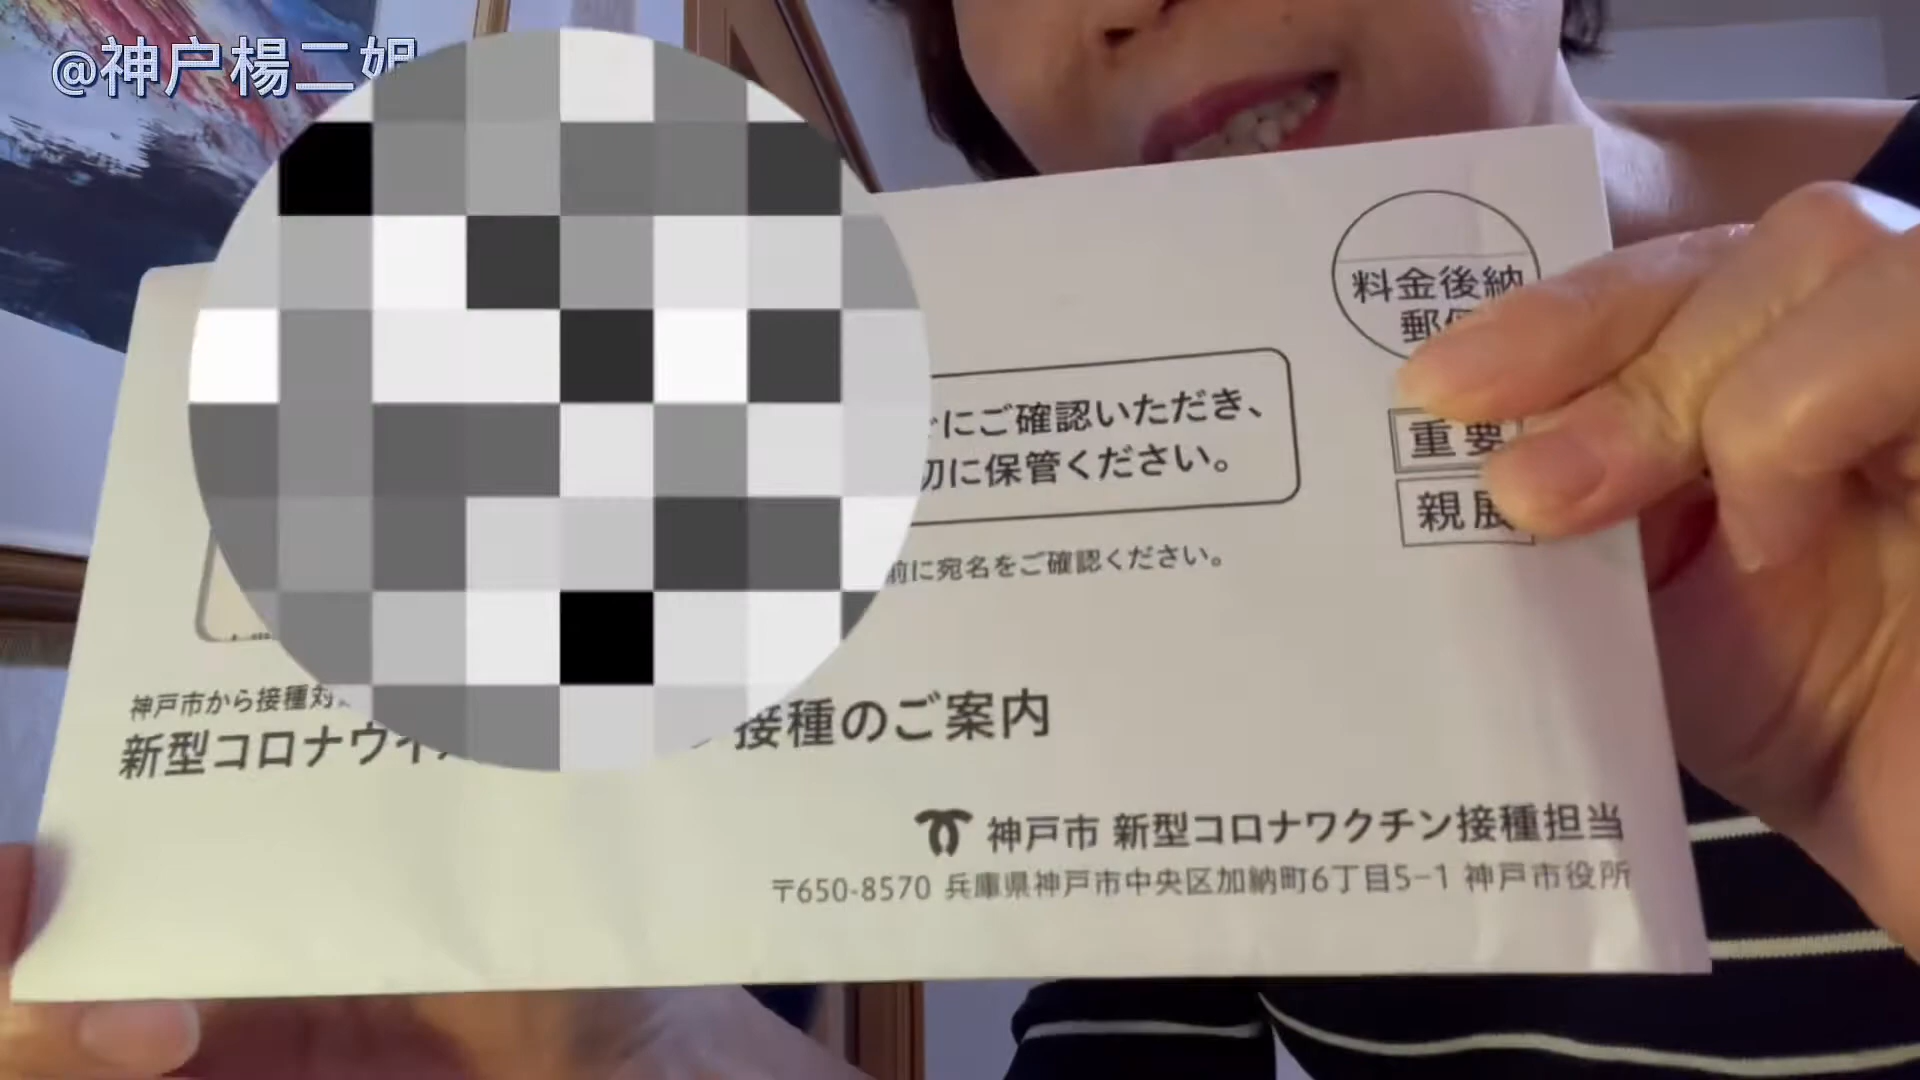 @神户楊二姐
料金後納
郵便
にご確認いただき、
切に保管ください。
重要
親展
前に宛名をご確認ください。
神戸市から接種対
新型コロナウイ 接種のご案内
神戸市 新型コロナワクチン接種担当
〒650-8570 兵庫県神戸市中央区加納町6丁目5-1 神戸市役所